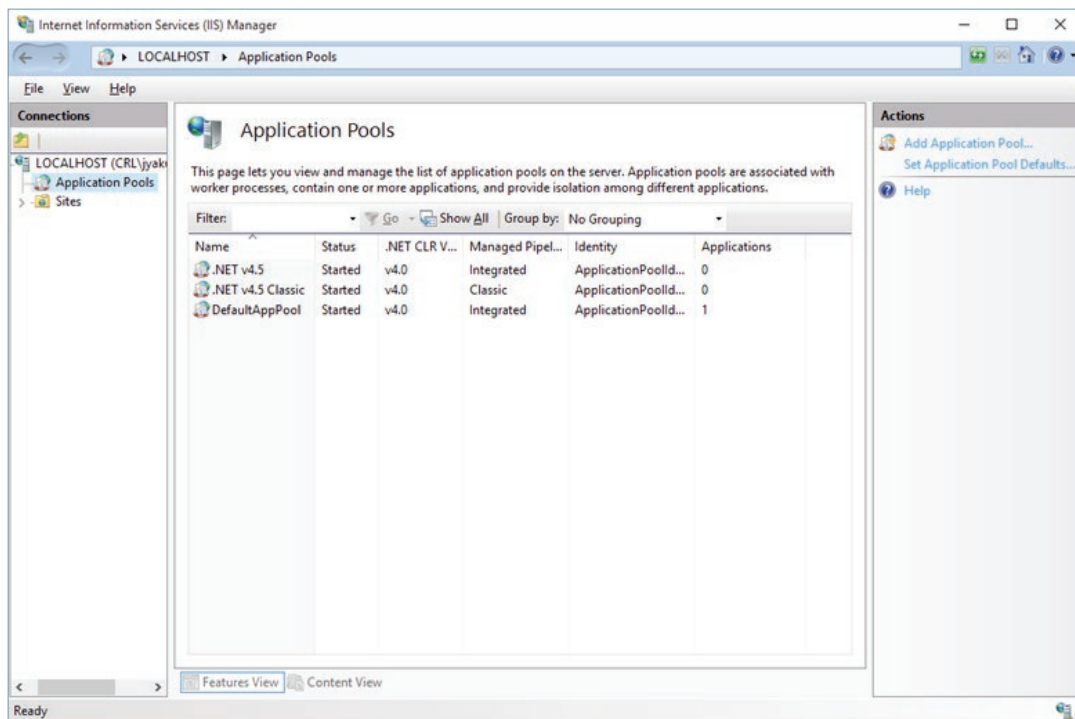 Internet Information Services (IIS) Manager
LOCALHOST Application Pools
File View Help
Connections
LOCALHOST (CRL\jyak
Application Pools
Sites
Application Pools
This page lets you view and manage the list of application pools on the server. Application pools are associated with
worker processes, contain one or more applications, and provide isolation among different applications.
Filter: Go Show All Group by: No Grouping
Name Status .NET CLR V... Managed Pipel... Identity Applications
.NET v4.5 Started v4.0 Integrated ApplicationPoolId... 0
.NET v4.5 Classic Started v4.0 Classic ApplicationPoolId... 0
DefaultAppPool Started v4.0 Integrated ApplicationPoolId... 1
Actions
Add Application Pool...
Set Application Pool Defaults...
Help
Features View Content View
Ready